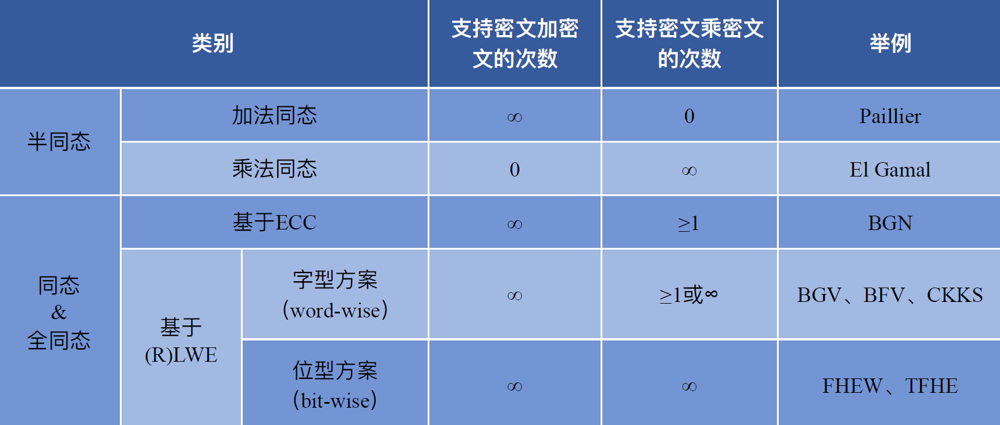 类别
支持密文加密
文的次数
支持密文乘密文
的次数
举例
半同态
加法同态
∞
0
Paillier
乘法同态
0
∞
El Gamal
同态
&
全同态
基于ECC
∞
≥1
BGN
基于
(R)LWE
字型方案
（word-wise）
∞
≥1或∞
BGV、BFV、CKKS
位型方案
（bit-wise）
∞
∞
FHEW、TFHE